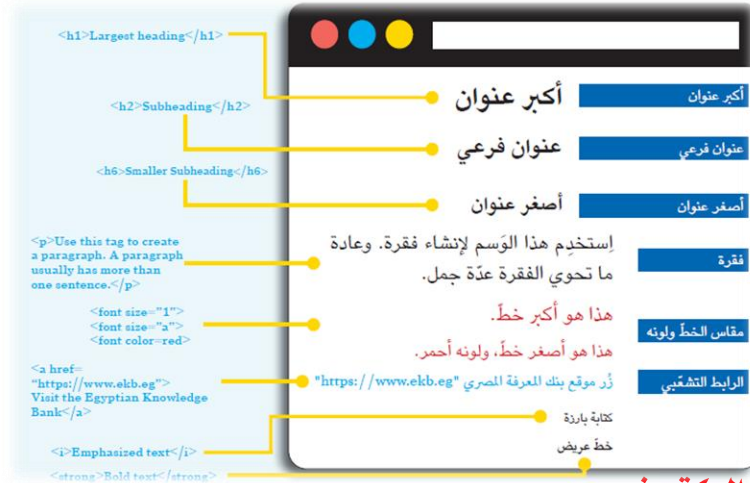 <h1>Largest heading</h1>
<h2>Subheading</h2>
<h6>Smaller Subheading</h6>
<p>Use this tag to create
a paragraph. A paragraph
usually has more than
one sentence.</p>
<font size="1">
<font size="a">
<font color=red>
<a href=
"https://www.ekb.eg">
Visit the Egyptian Knowledge
Bank</a>
<i>Emphasized text</i>
<strong>Bold text</strong>
أكبر عنوان
أكبر عنوان
عنوان فرعي
عنوان فرعي
أصغر عنوان
أصغر عنوان
فقرة
اِستخدِم هذا الوَسم لإنشاء فقرة. وعادة
ما تحوي الفقرة عدّة جمل.
مقاس الخطّ ولونه
هذا هو أكبر خطّ.
هذا هو أصغر خطّ، ولونه أحمر.
الرابط التشعّبي
زُر موقع بنك المعرفة المصري "https://www.ekb.eg"
كتابة بارزة
خطّ عريض